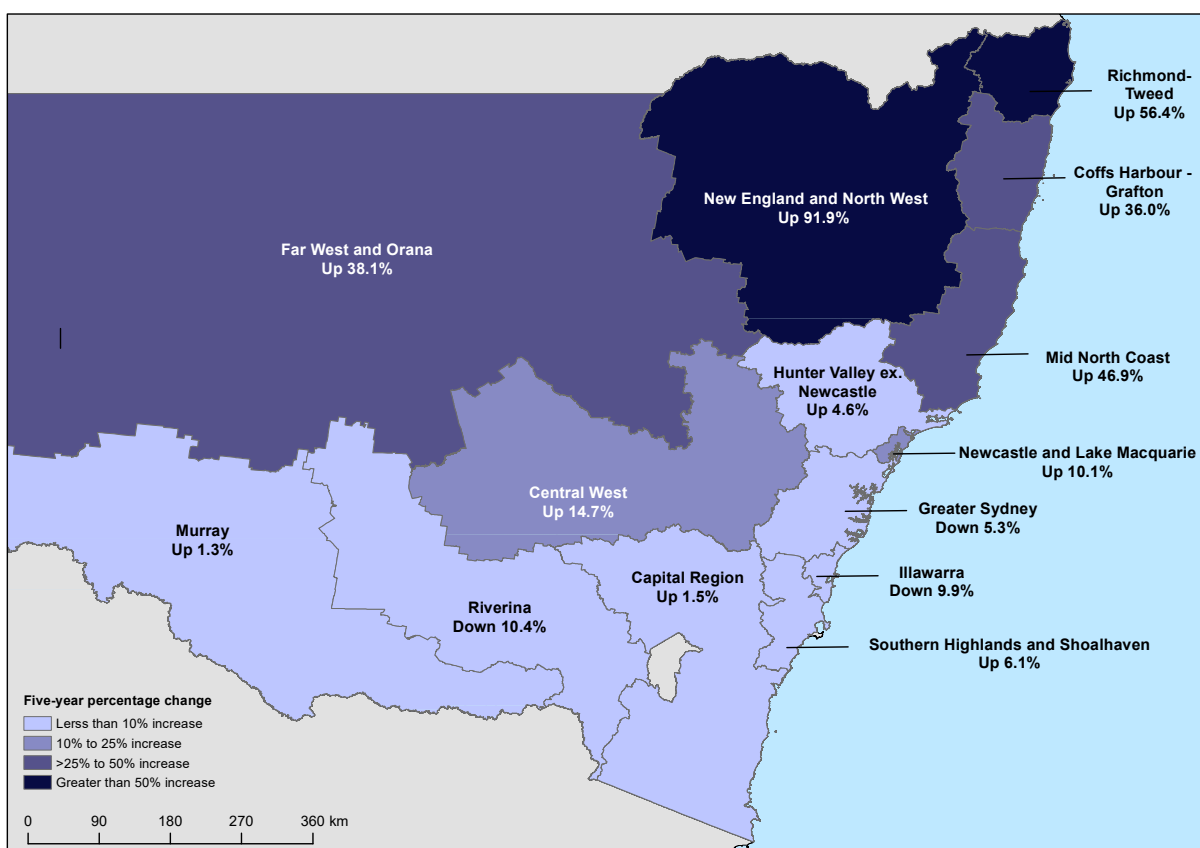 Richmond-
Tweed
Up 56.4%
Coffs Harbour -
Grafton
Up 36.0%
New England and North West
Up 91.9%
Far West and Orana
Up 38.1%
Mid North Coast
Up 46.9%
Hunter Valley ex.
Newcastle
Up 4.6%
Newcastle and Lake Macquarie
Up 10.1%
Central West
Up 14.7%
Greater Sydney
Down 5.3%
Murray
Up 1.3%
Illawarra
Down 9.9%
Capital Region
Up 1.5%
Riverina
Down 10.4%
Southern Highlands and Shoalhaven
Up 6.1%
Five-year percentage change
Lerss than 10% increase
10% to 25% increase
>25% to 50% increase
Greater than 50% increase
0 90 180 270 360 km